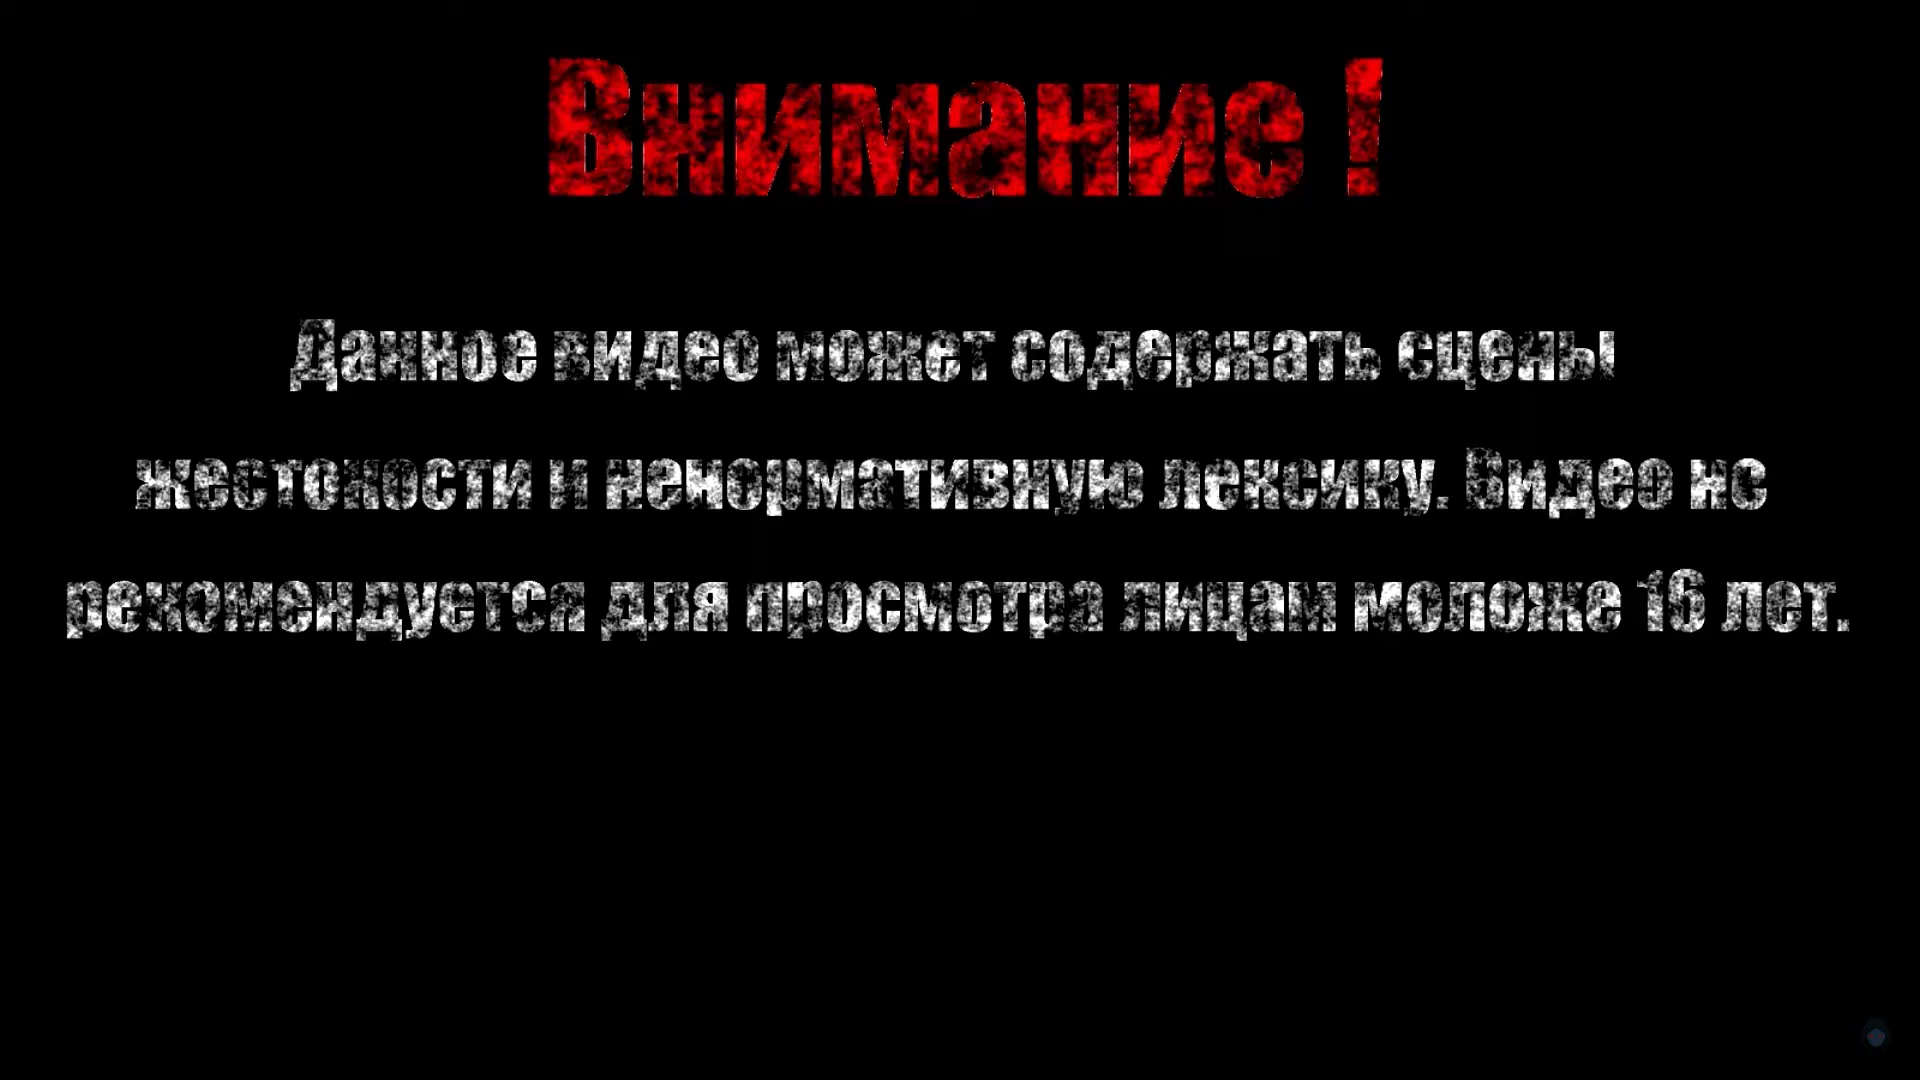 Внимание !
Данное видео может содержать сцены
жестокости и ненормативную лексику. Видео не
рекомендуется для просмотра лицам моложе 16 лет.